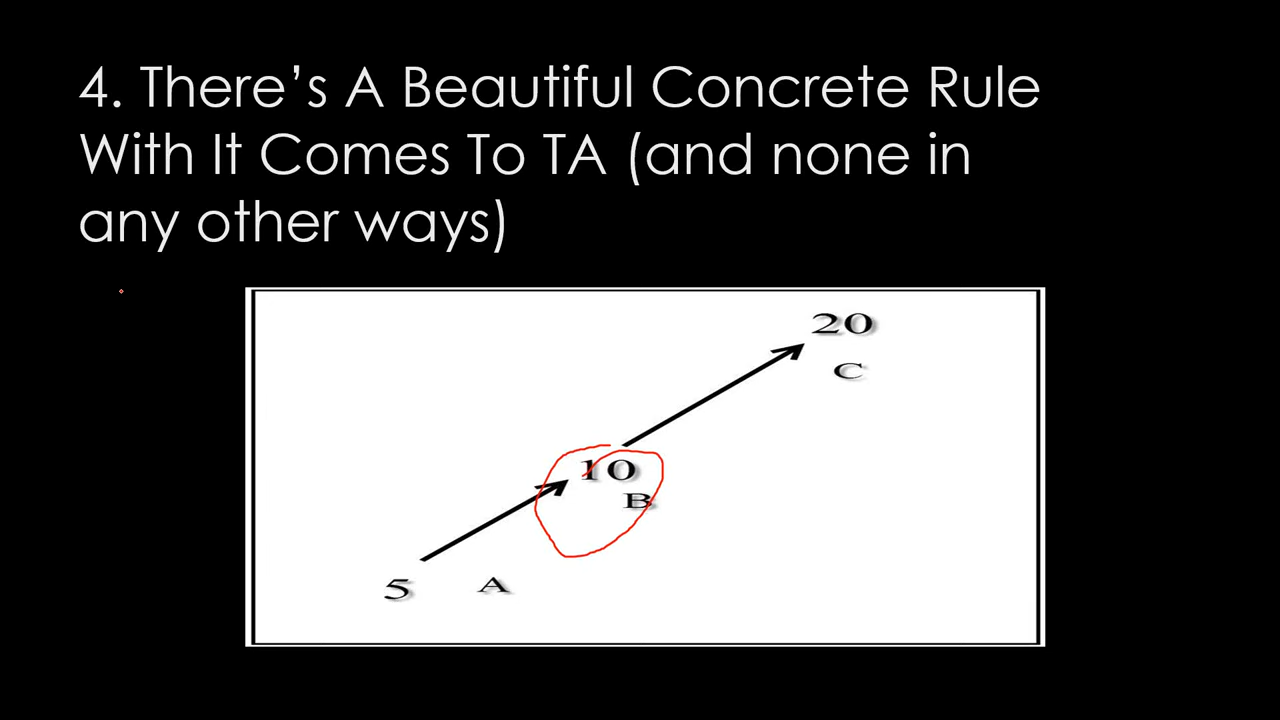 4. There’s A Beautiful Concrete Rule
With It Comes To TA (and none in
any other ways)
20
C
10
B
5 A